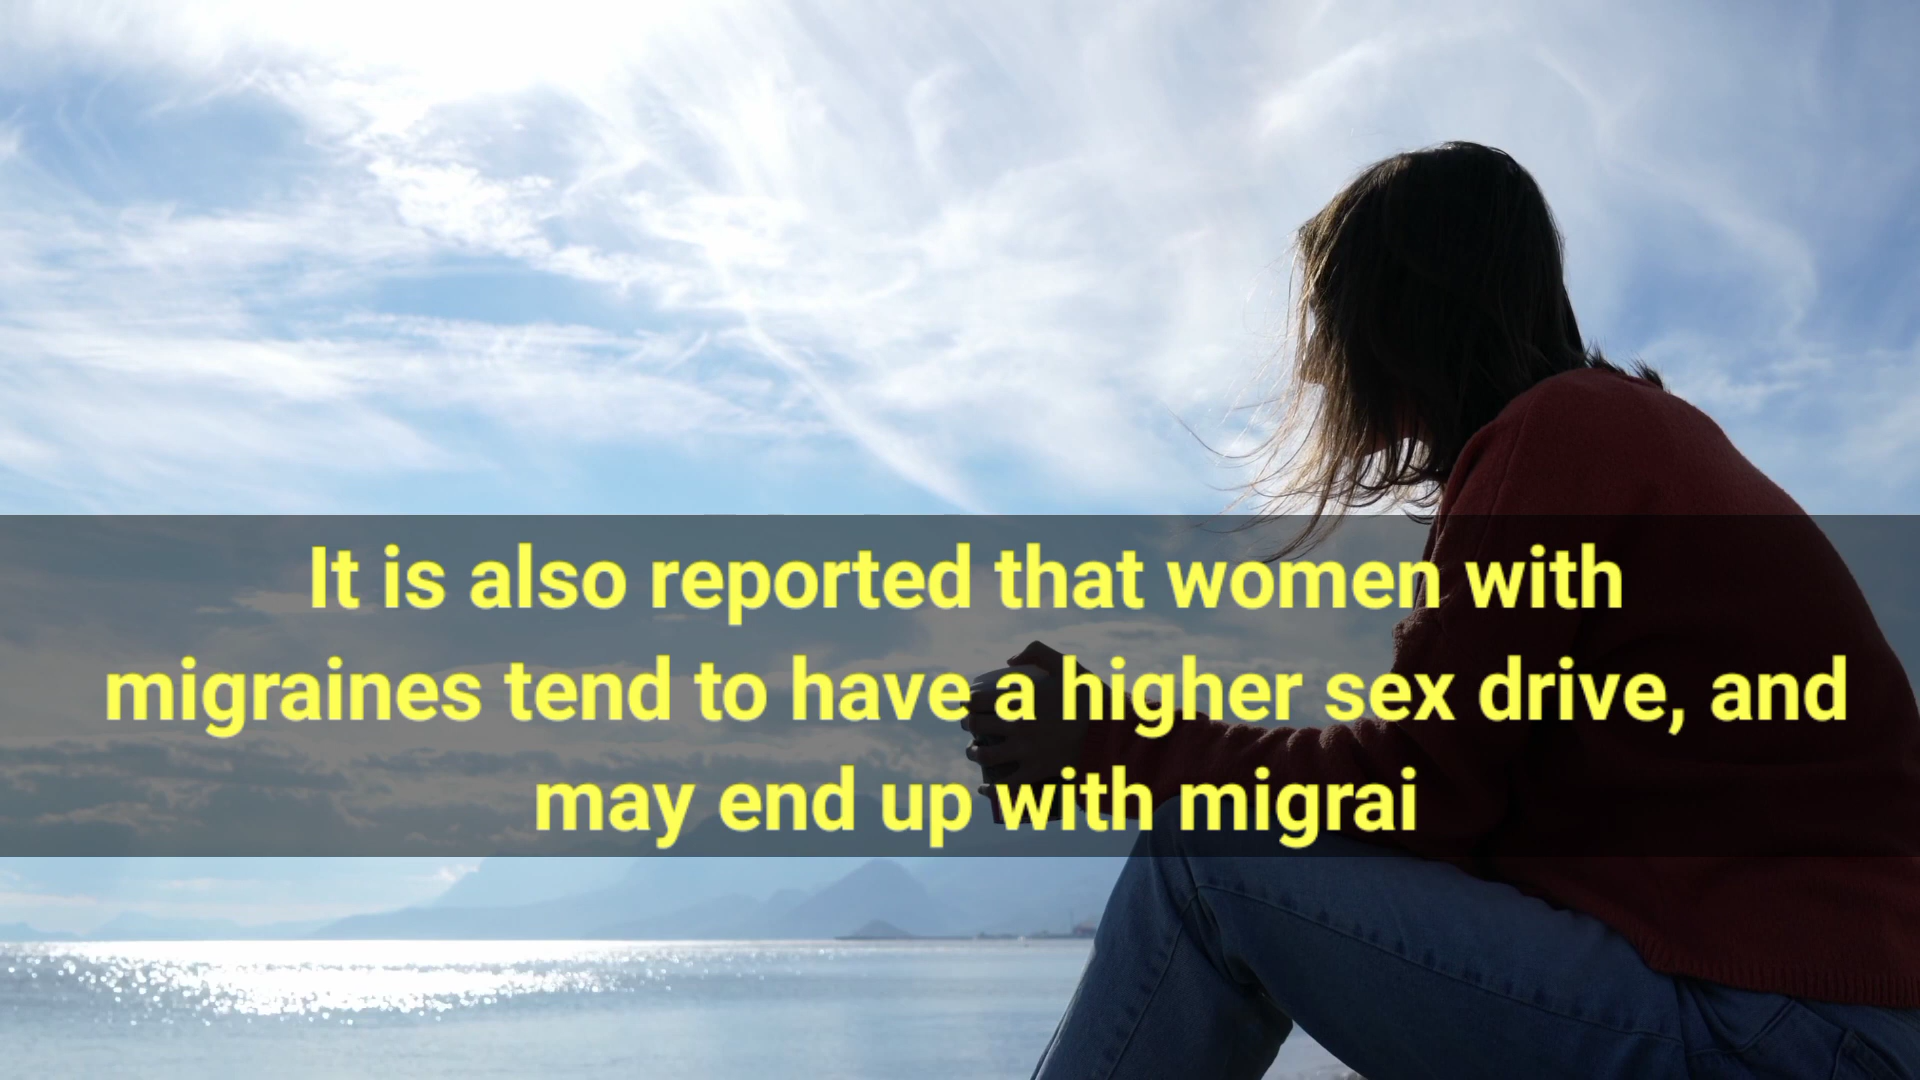 It is also reported that women with
migraines tend to have a higher sex drive, and
may end up with migrai